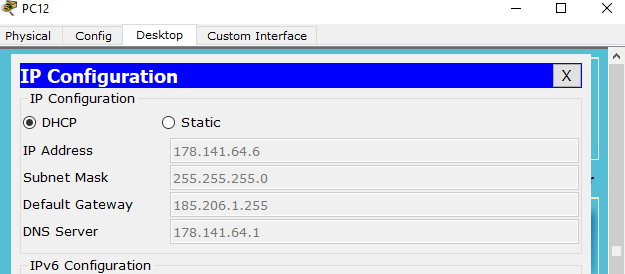 PC12
Physical Config Desktop Custom Interface
IP Configuration X
IP Configuration
DHCP Static
IP Address 178.141.64.6
Subnet Mask 255.255.255.0
Default Gateway 185.206.1.255
DNS Server 178.141.64.1
IPv6 Configuration